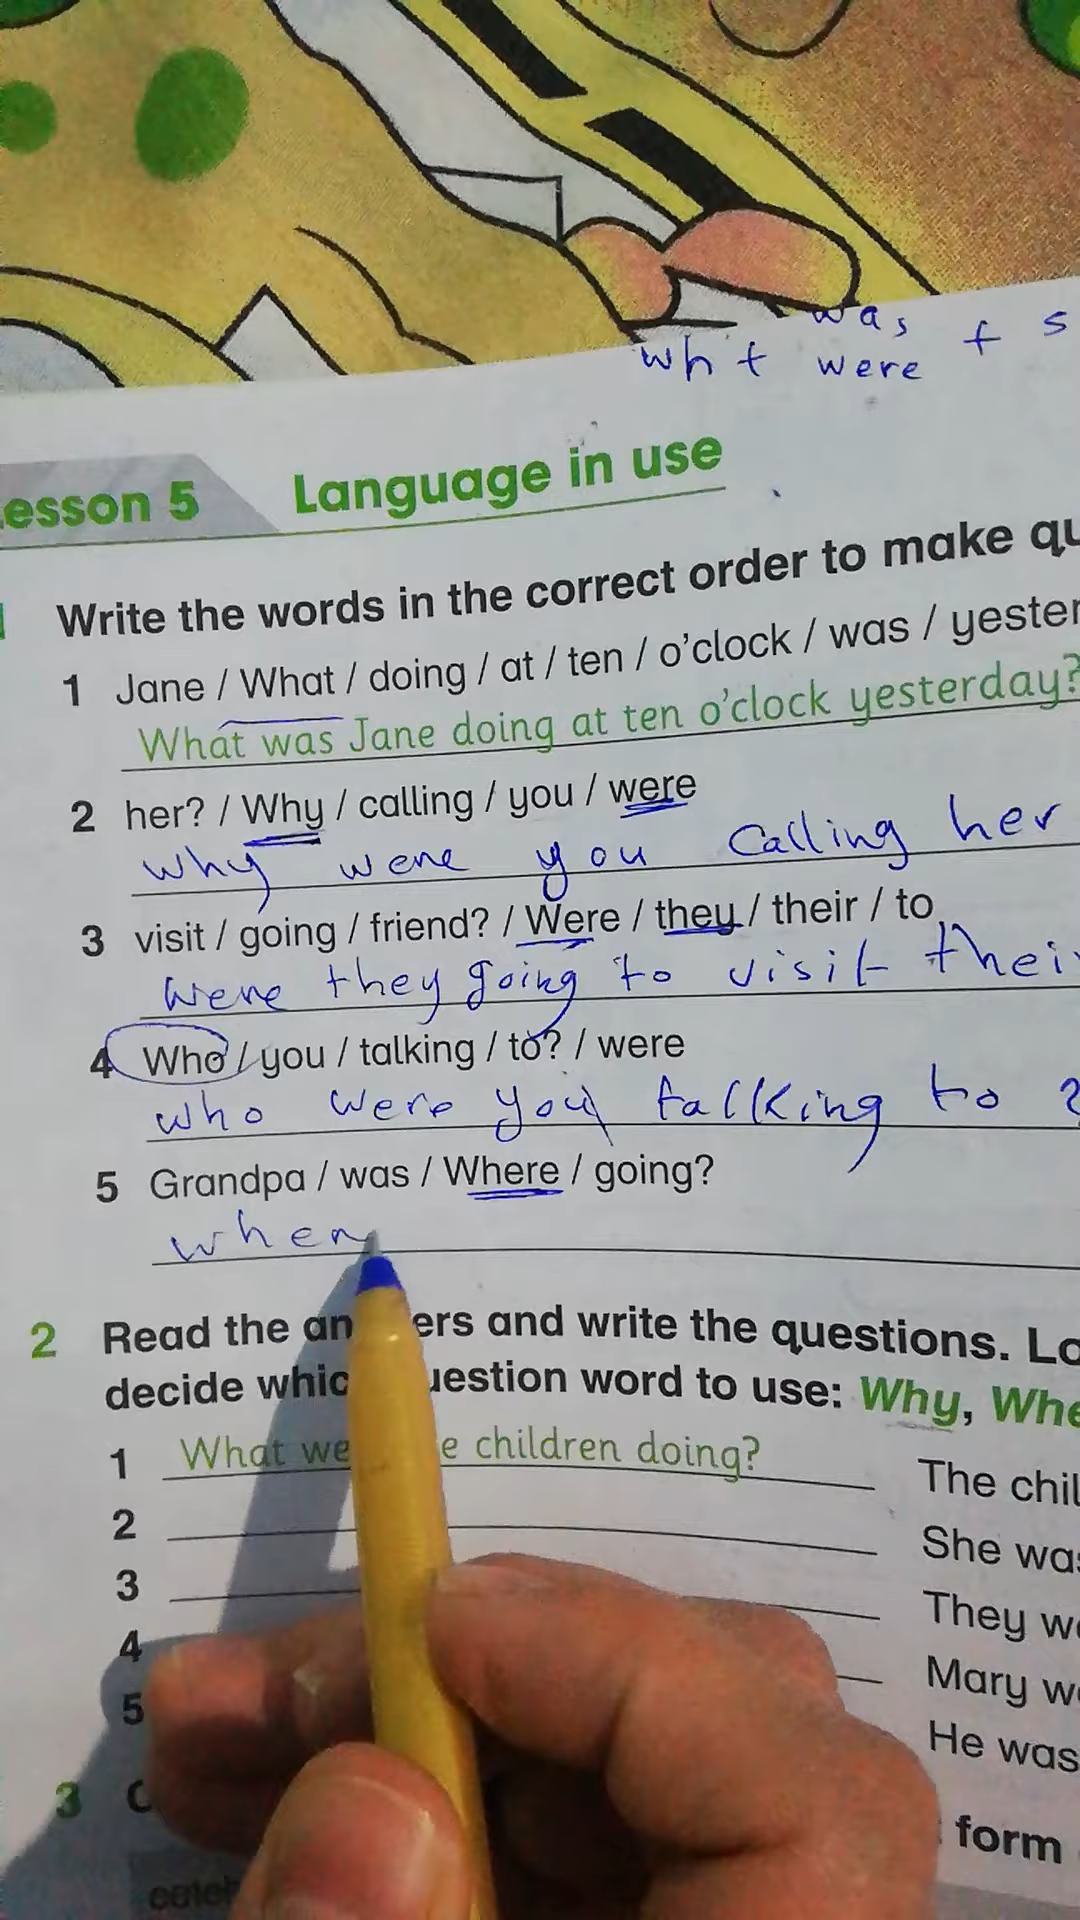 was
wh t were + s
esson 5 Language in use
Write the words in the correct order to make qu
1 Jane / What / doing / at / ten / o'clock / was / yester
What was Jane doing at ten o'clock yesterday?
2 her? / Why / calling / you / were
why were you calling her
3 visit / going / friend? / Were / they / their / to
were they going to visit thei
4 Who / you / talking / to? / were
who were you talking to ?
5 Grandpa / was / Where / going?
wher
2 Read the an ers and write the questions. Lo
decide whic uestion word to use: Why, Whe
1 What we e children doing? The chil
2 She was
3 They we
4 Mary w
5 He was
3 C form